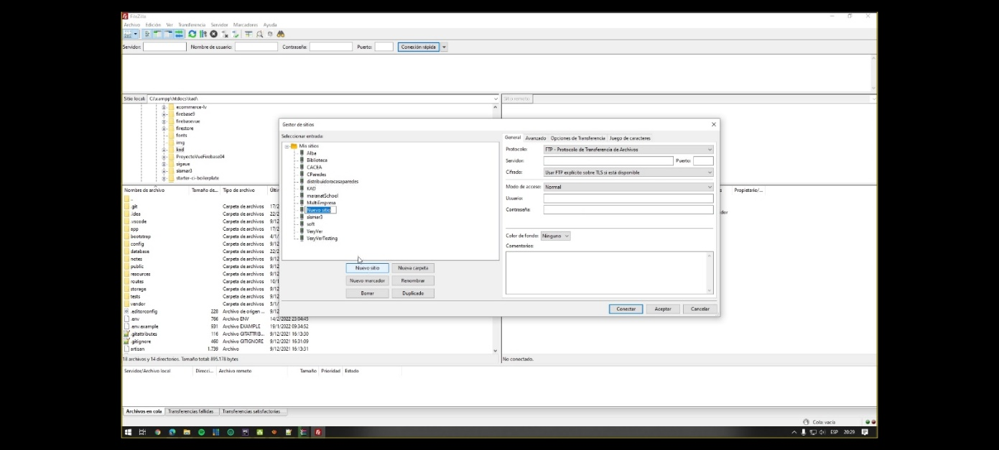 FileZilla
Archivo Edición Ver Transferencia Servidor Marcadores Ayuda
Servidor: Nombre de usuario: Contraseña: Puerto: Conexión rápida
Sitio local: C:\xampp\htdocs\kad\
Sitio remoto:
ecommerce-lv
firebase9
firebasevue
firestore
fonts
img
kad
ProyectoVueFirebase04
sigaue
sismar3
starter-ci-boilerplate
Gestor de sitios
Seleccionar entrada:
Mis sitios
Alba
Biblioteca
CACEA
CParedes
distribuidoracasaparedes
KAD
maranatSchool
MultiEmpresa
Nuevo sitio
sismar3
soft
VeryVer
VeryVerTesting
Nuevo sitio Nueva carpeta
Nuevo marcador Renombrar
Borrar Duplicado
General Avanzado Opciones de Transferencia Juego de caracteres
Protocolo: FTP - Protocolo de Transferencia de Archivos
Servidor: Puerto:
Cifrado: Usar FTP explícito sobre TLS si está disponible
Modo de acceso: Normal
Usuario:
Contraseña:
Color de fondo: Ninguno
Comentarios:
Conectar Aceptar Cancelar
Nombre de archivo Tamaño de... Tipo de archivo Últi
s Propietario/...
..
.git Carpeta de archivos 17/2
.idea Carpeta de archivos 22/2
.vscode Carpeta de archivos 9/12
app Carpeta de archivos 17/2
bootstrap Carpeta de archivos 4/1/
config Carpeta de archivos 9/12
database Carpeta de archivos 22/2
notes Carpeta de archivos 9/12
public Carpeta de archivos 9/12
resources Carpeta de archivos 9/12
routes Carpeta de archivos 10/1
storage Carpeta de archivos 9/12
tests Carpeta de archivos 9/12
vendor Carpeta de archivos 5/1/
.editorconfig 228 Archivo de origen ... 9/12
.env 766 Archivo ENV 14/2/2022 23:04:45
.env.example 931 Archivo EXAMPLE 19/1/2022 09:34:52
.gitattributes 116 Archivo GITATTRIB... 9/12/2021 16:13:30
.gitignore 460 Archivo GITIGNORE 9/12/2021 16:31:09
artisan 1.739 Archivo 9/12/2021 16:13:31
18 archivos y 14 directorios. Tamaño total: 895.178 bytes
No conectado.
Servidor/Archivo local Direcci... Archivo remoto Tamaño Prioridad Estado
Archivos en cola Transferencias fallidas Transferencias satisfactorias
Cola: vacía
ESP 20:29